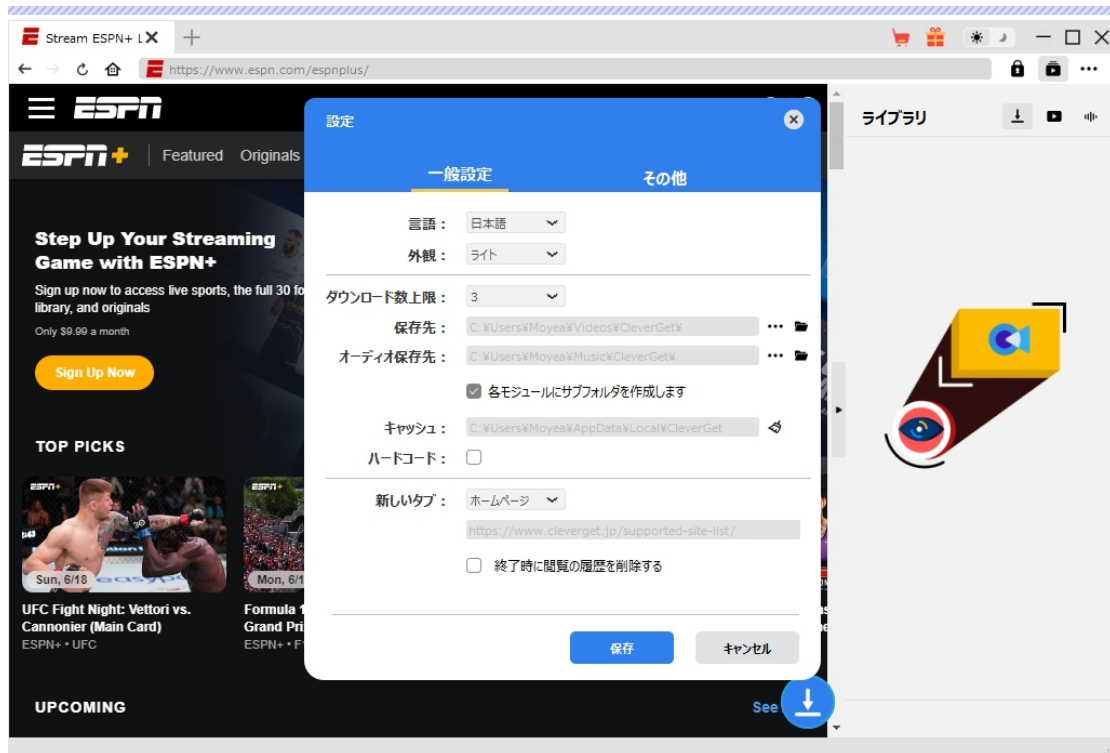 Stream ESPN+ L
https://www.espn.com/espnplus/
ESPN
ライブラリ
ESPN+
Featured Originals
設定
一般設定 その他
Step Up Your Streaming
Game with ESPN+
Sign up now to access live sports, the full 30 fo
library, and originals
Only $9.99 a month
Sign Up Now
言語： 日本語
外観： ライト
ダウンロード数上限： 3
保存先： C:¥Users¥Moyea¥Videos¥CleverGet¥
オーディオ保存先： C:¥Users¥Moyea¥Music¥CleverGet¥
各モジュールにサブフォルダを作成します
キャッシュ： C:¥Users¥Moyea¥AppData¥Local¥CleverGet
ハードコード：
新しいタブ： ホームページ
https://www.cleverget.jp/supported-site-list/
終了時に閲覧の履歴を削除する
保存 キャンセル
TOP PICKS
ESPN+
ESPN+
Sun, 6/18
Mon, 6/1
UFC Fight Night: Vettori vs.
Cannonier (Main Card)
ESPN+ • UFC
Formula 1
Grand Pri
ESPN+ • F
UPCOMING
See